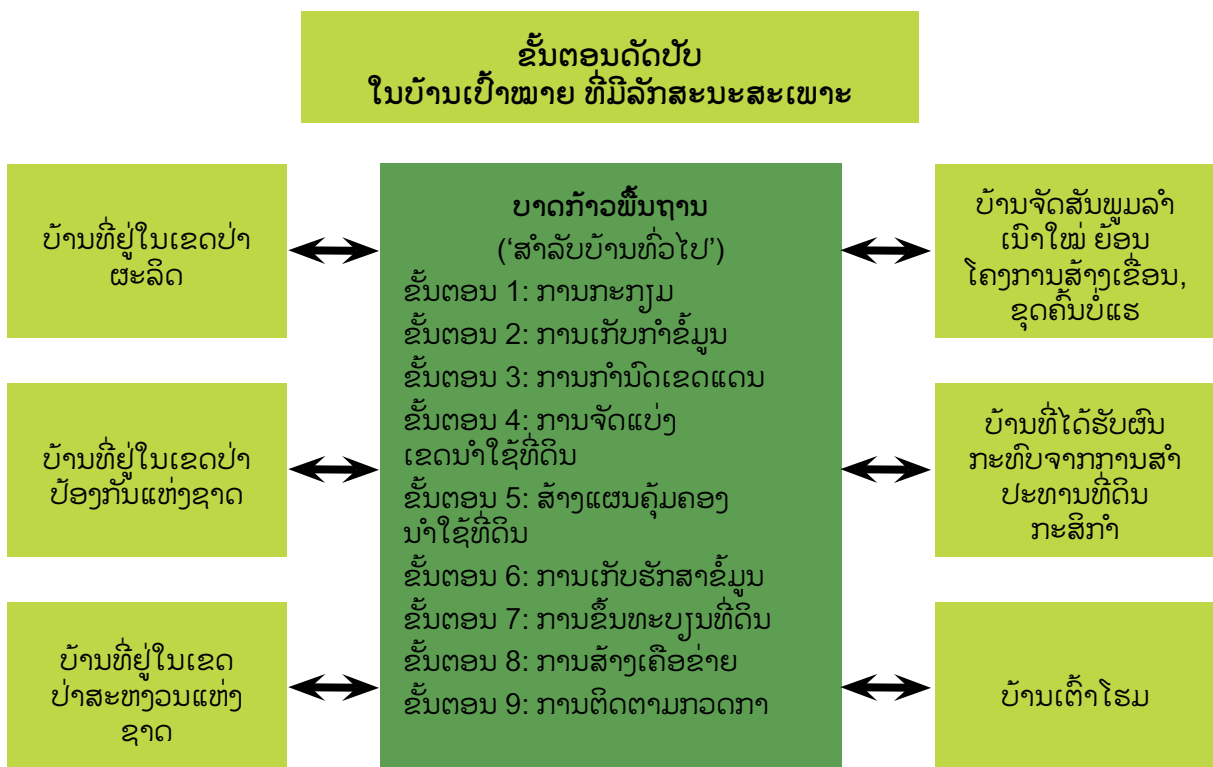 ຂັ້ນຕອນດັດປັບ
ໃນບ້ານເປົ້າໝາຍ ທີ່ມີລັກສະນະສະເພາະ
ບ້ານທີ່ຢູ່ໃນເຂດປ່າ
ຜະລິດ
ບ້ານທີ່ຢູ່ໃນເຂດປ່າ
ປ້ອງກັນແຫ່ງຊາດ
ບ້ານທີ່ຢູ່ໃນເຂດ
ປ່າສະຫງວນແຫ່ງ
ຊາດ
ບາດກ້າວພື້ນຖານ
(‘ສຳລັບບ້ານທົ່ວໄປ’)
ຂັ້ນຕອນ 1: ການກະກຽມ
ຂັ້ນຕອນ 2: ການເກັບກຳຂໍ້ມູນ
ຂັ້ນຕອນ 3: ການກຳນົດເຂດແດນ
ຂັ້ນຕອນ 4: ການຈັດແບ່ງ
ເຂດນຳໃຊ້ທີ່ດິນ
ຂັ້ນຕອນ 5: ສ້າງແຜນຄຸ້ມຄອງ
ນຳໃຊ້ທີ່ດິນ
ຂັ້ນຕອນ 6: ການເກັບຮັກສາຂໍ້ມູນ
ຂັ້ນຕອນ 7: ການຂຶ້ນທະບຽນທີ່ດິນ
ຂັ້ນຕອນ 8: ການສ້າງເຄືອຂ່າຍ
ຂັ້ນຕອນ 9: ການຕິດຕາມກວດກາ
ບ້ານຈັດສັນພູມລຳ
ເນົາໃໝ່ ຍ້ອນ
ໂຄງການສ້າງເຂື່ອນ,
ຂຸດຄົ້ນບໍ່ແຮ
ບ້ານທີ່ໄດ້ຮັບຜົນ
ກະທົບຈາກການສຳ
ປະທານທີ່ດິນ
ກະສິກຳ
ບ້ານເຕົ້າໂຮມ